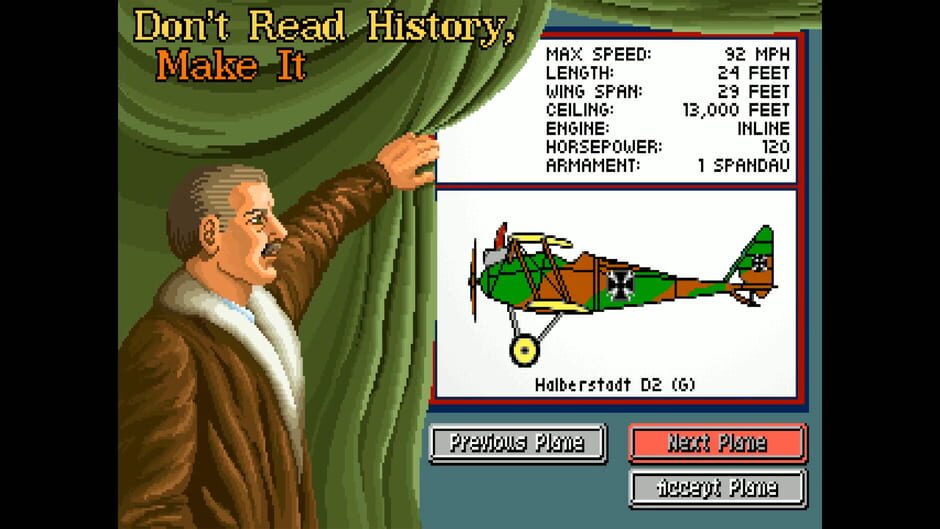 Don't Read History,
Make It
MAX SPEED: 92 MPH
LENGTH: 24 FEET
WING SPAN: 29 FEET
CEILING: 13,000 FEET
ENGINE: INLINE
HORSEPOWER: 120
ARMAMENT: 1 SPANDAU
Halberstadt D2 (G)
Previous Plane
Next Plane
Accept Plane